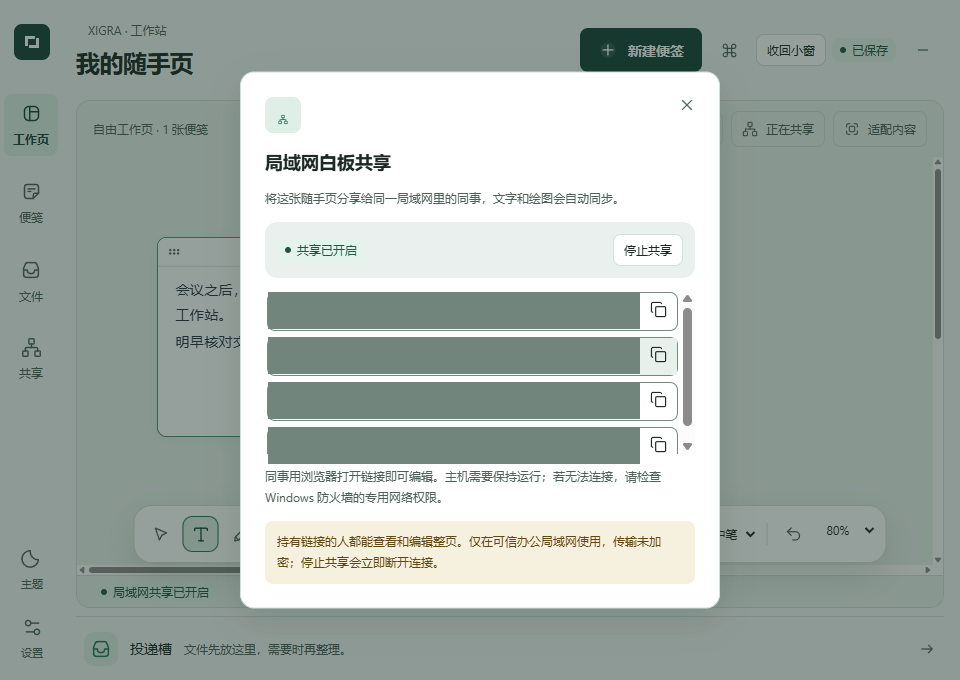 XIGRA · 工作站
我的随手页
新建便签
收回小窗
已保存
工作页
便笺
文件
共享
主题
设置
自由工作页 · 1 张便笺
正在共享
适配内容
会议之后，
工作站。
明早核对交
局域网白板共享
将这张随手页分享给同一局域网里的同事，文字和绘图会自动同步。
共享已开启
停止共享
同事用浏览器打开链接即可编辑。主机需要保持运行；若无法连接，请检查
Windows 防火墙的专用网络权限。
持有链接的人都能查看和编辑整页。仅在可信办公局域网使用，传输未加
密；停止共享会立即断开连接。
T
中笔
80%
局域网共享已开启
投递槽
文件先放这里，需要时再整理。